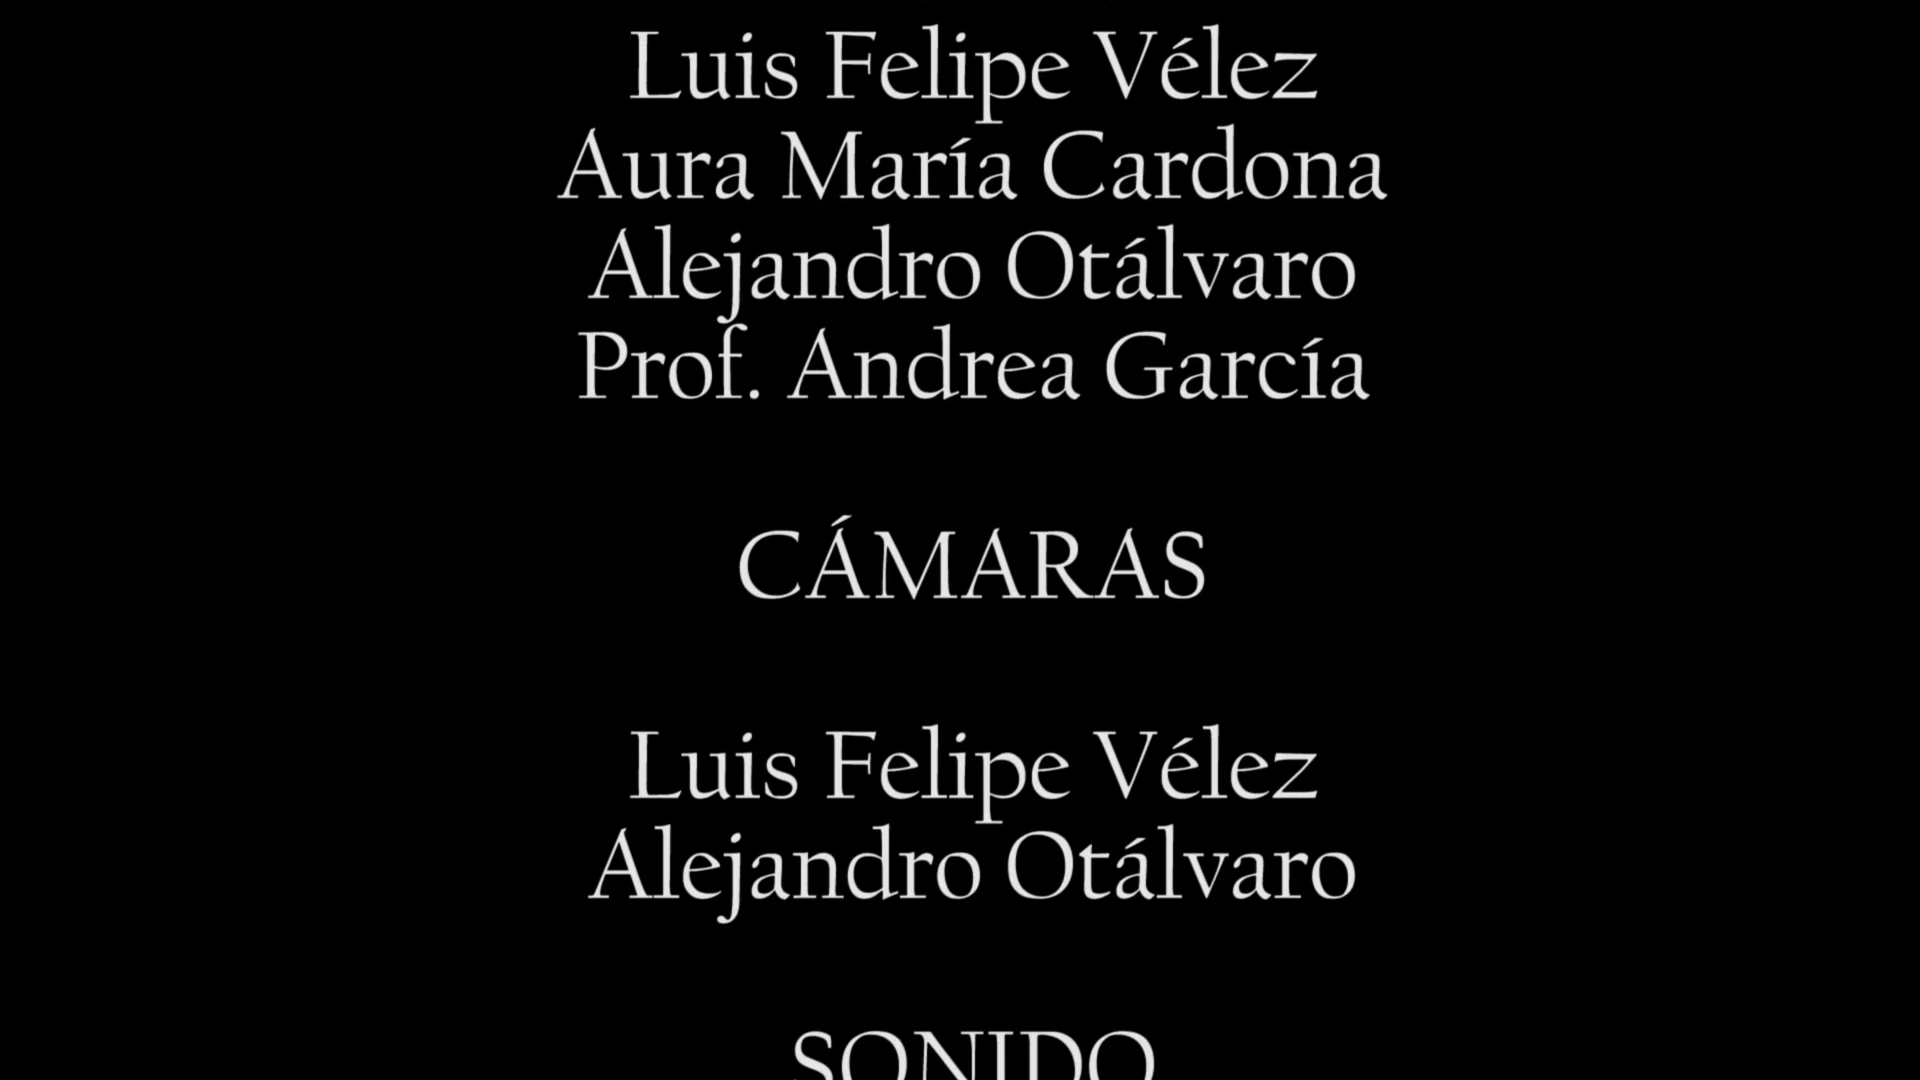 Luis Felipe Vélez
Aura María Cardona
Alejandro Otálvaro
Prof. Andrea García
CÁMARAS
Luis Felipe Vélez
Alejandro Otálvaro
SONIDO